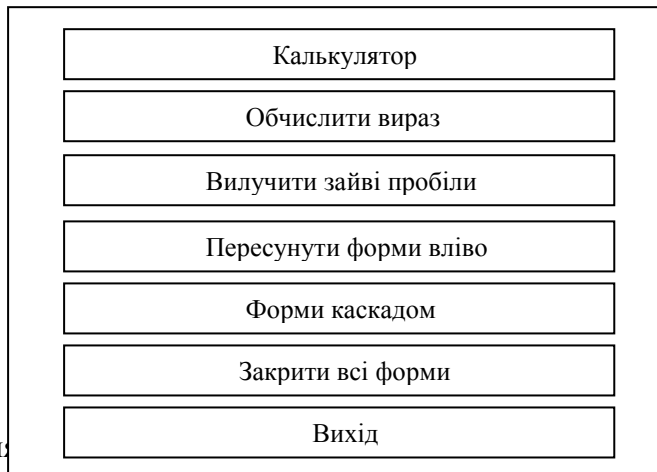 Калькулятор
Обчислити вираз
Вилучити зайві пробіли
Пересунути форми вліво
Форми каскадом
Закрити всі форми
Вихід